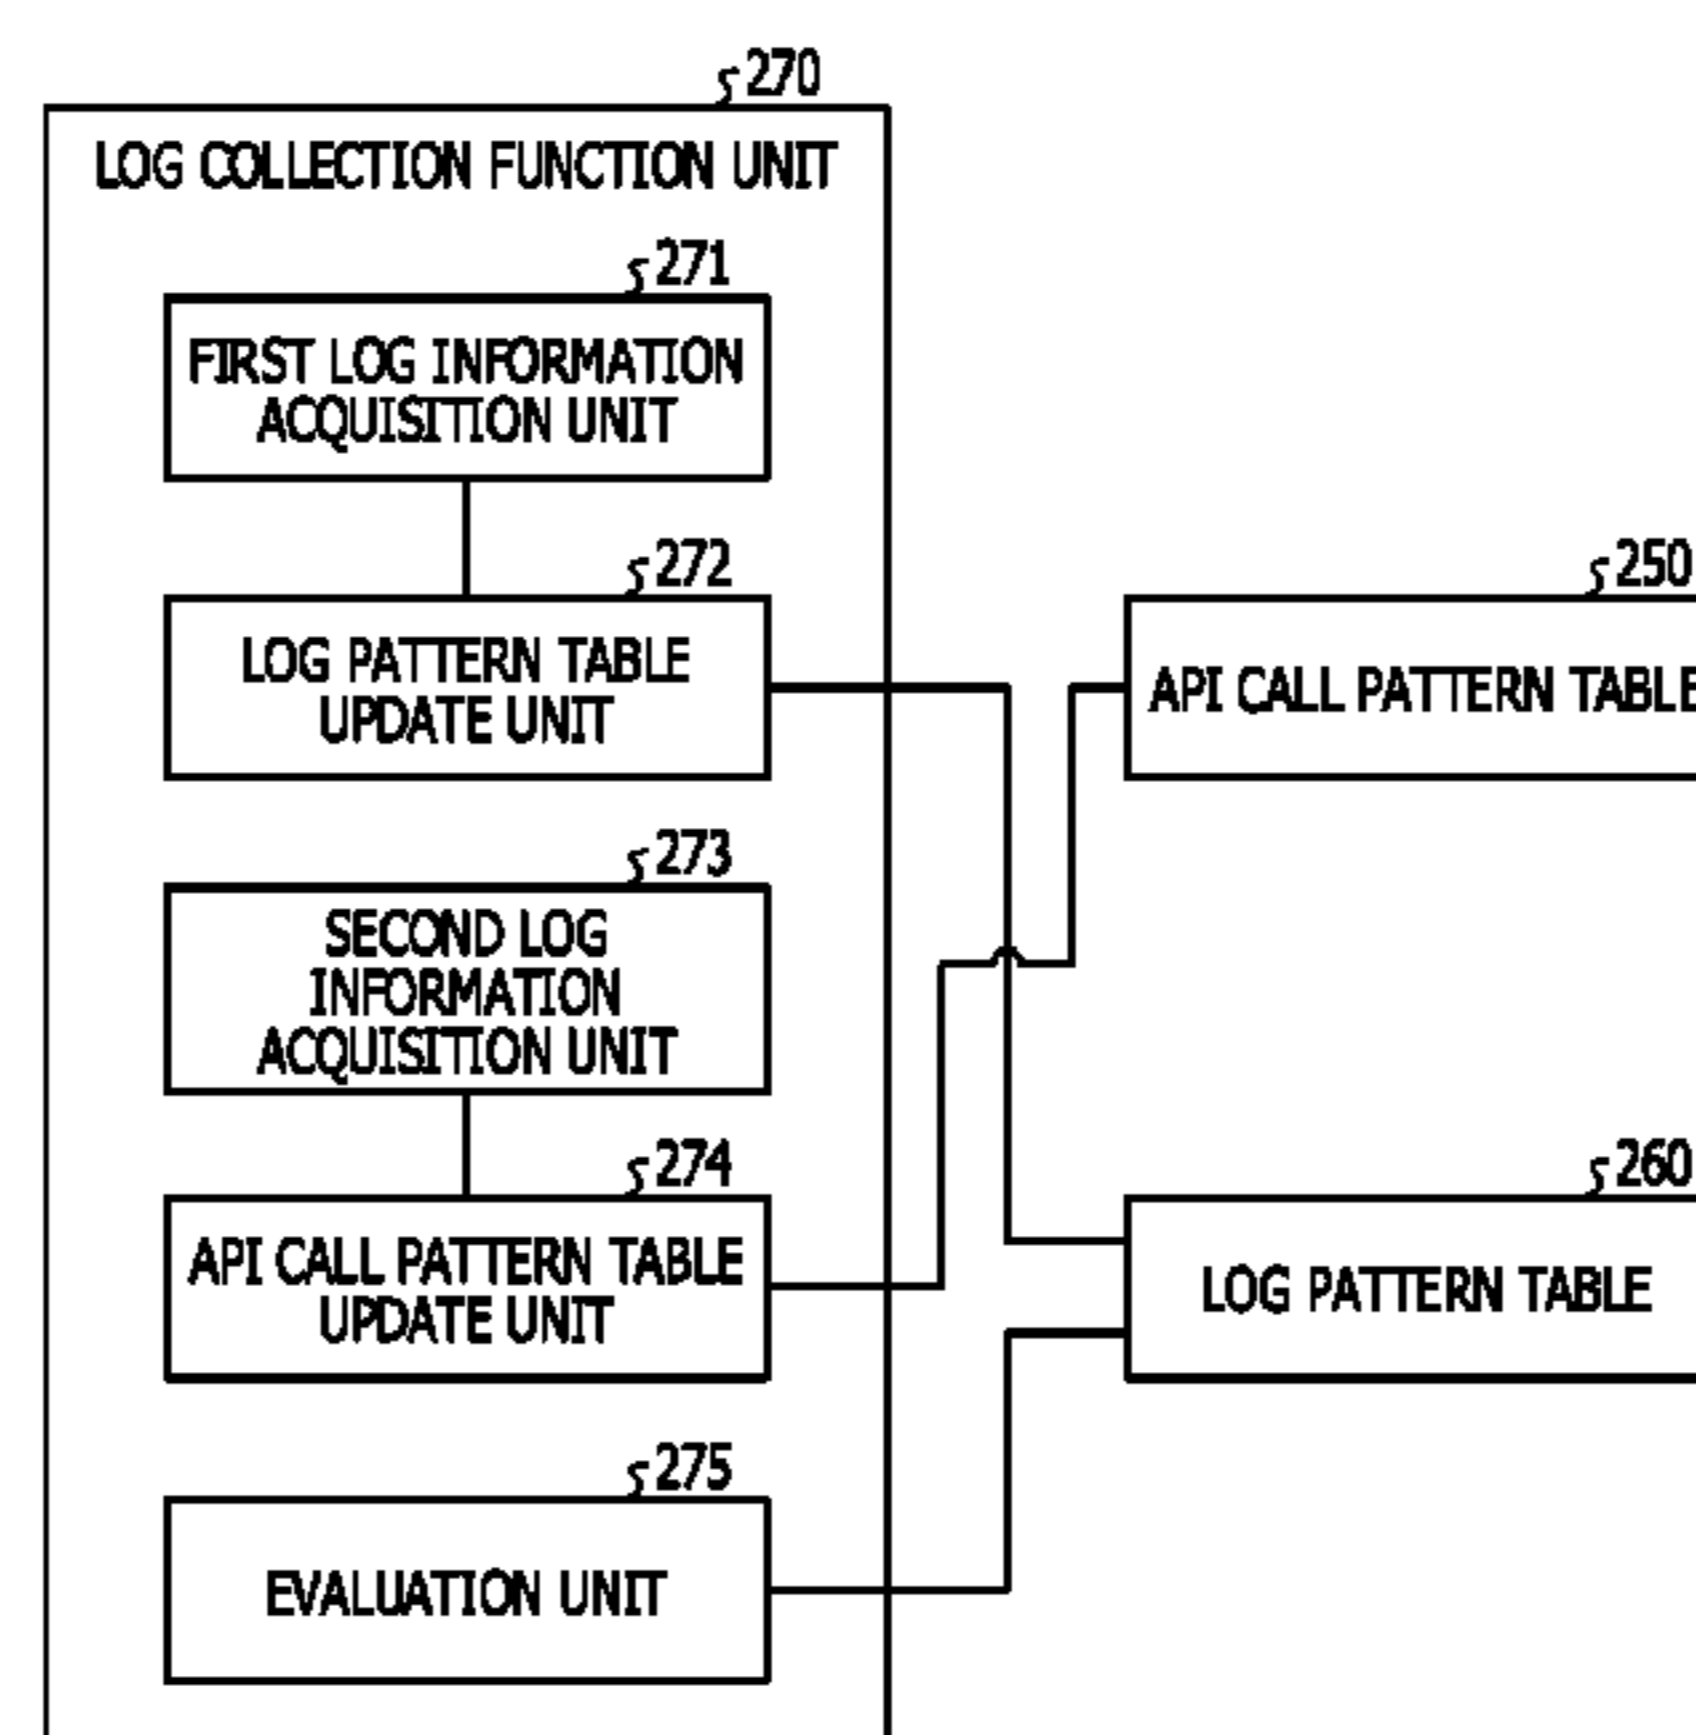 270
LOG COLLECTION FUNCTION UNIT
271
FIRST LOG INFORMATION
ACQUISITION UNIT
272
LOG PATTERN TABLE
UPDATE UNIT
250
API CALL PATTERN TABLE
273
SECOND LOG
INFORMATION
ACQUISITION UNIT
274
API CALL PATTERN TABLE
UPDATE UNIT
260
LOG PATTERN TABLE
275
EVALUATION UNIT